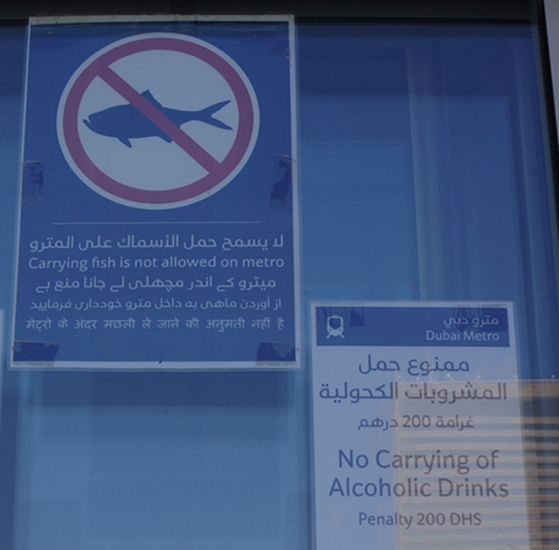 لا يسمح حمل الأسماك على المترو
Carrying fish is not allowed on metro
میٹرو کے اندر مچھلی لے جانا منع ہے
از آوردن ماهی به داخل مترو خودداری فرمایید
मेट्रो के अंदर मछली ले जाने की अनुमती नहीं है
مترو دبي
Dubai Metro
ممنوع حمل
المشروبات الكحولية
غرامة 200 درهم
No Carrying of
Alcoholic Drinks
Penalty 200 DHS